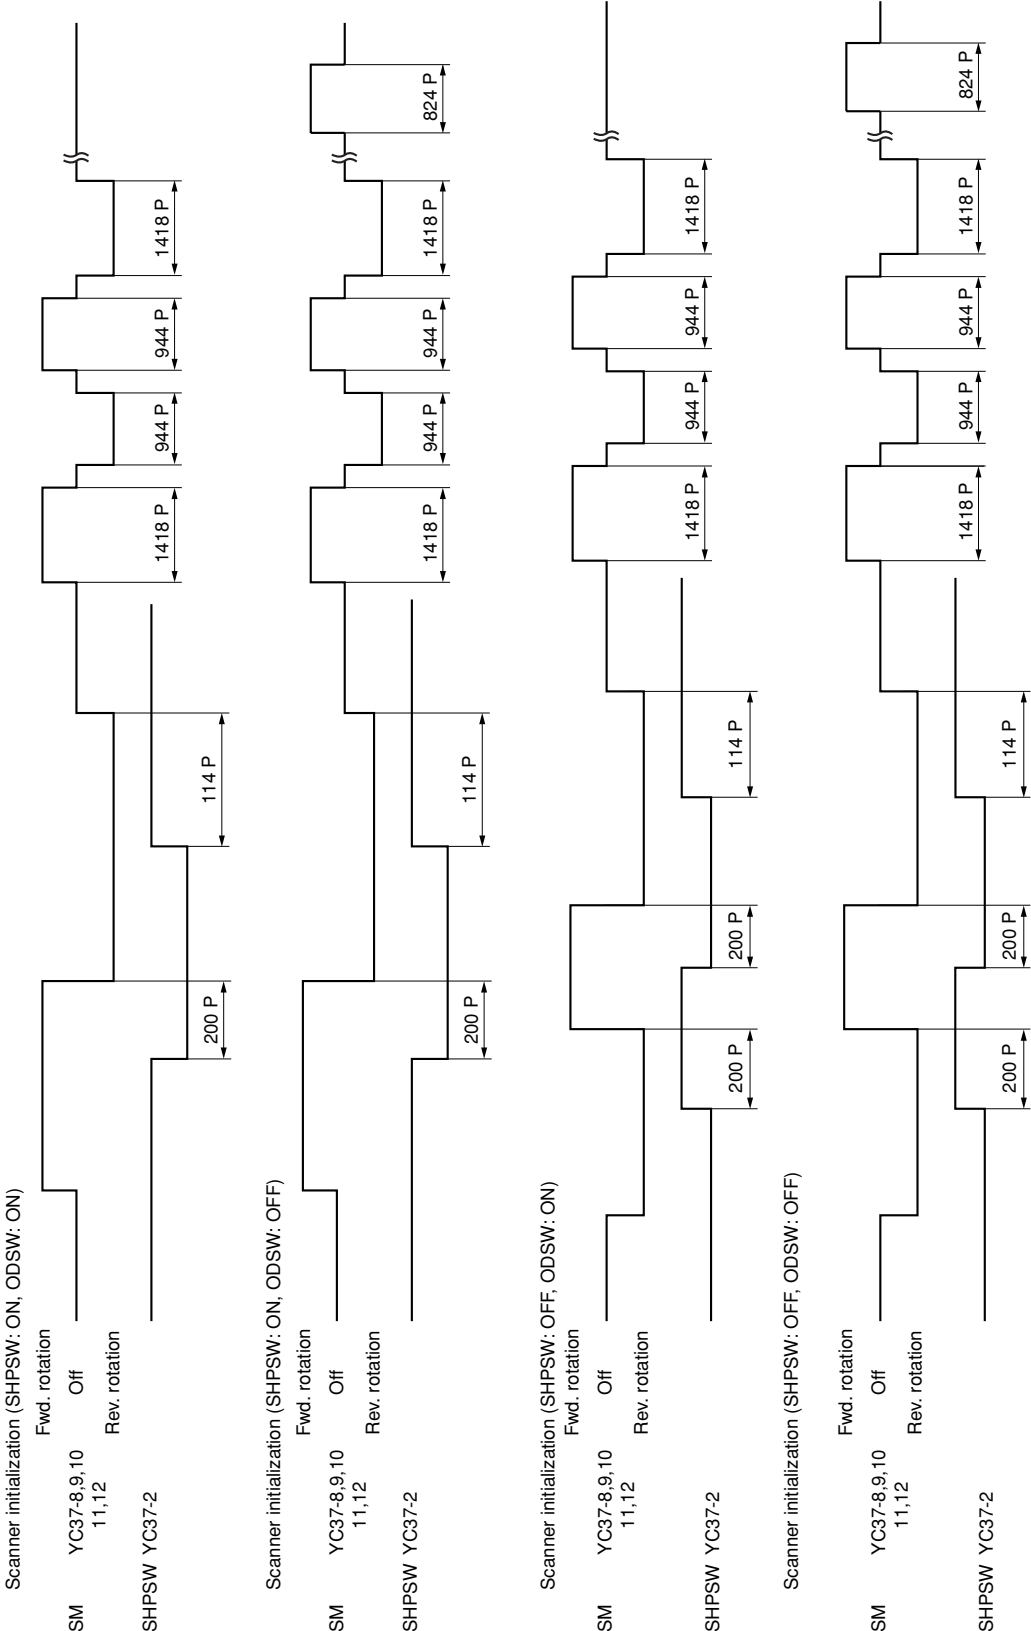 Scanner initialization (SHPSW: ON, ODSW: ON)
Fwd. rotation
SM YC37-8,9,10 Off
11,12
Rev. rotation
SHPSW YC37-2
200 P
114 P
1418 P
944 P
944 P
1418 P
Scanner initialization (SHPSW: ON, ODSW: OFF)
Fwd. rotation
SM YC37-8,9,10 Off
11,12
Rev. rotation
SHPSW YC37-2
200 P
114 P
1418 P
944 P
944 P
1418 P
824 P
Scanner initialization (SHPSW: OFF, ODSW: ON)
Fwd. rotation
SM YC37-8,9,10 Off
11,12
Rev. rotation
SHPSW YC37-2
200 P
200 P
114 P
1418 P
944 P
944 P
1418 P
Scanner initialization (SHPSW: OFF, ODSW: OFF)
Fwd. rotation
SM YC37-8,9,10 Off
11,12
Rev. rotation
SHPSW YC37-2
200 P
200 P
114 P
1418 P
944 P
944 P
1418 P
824 P